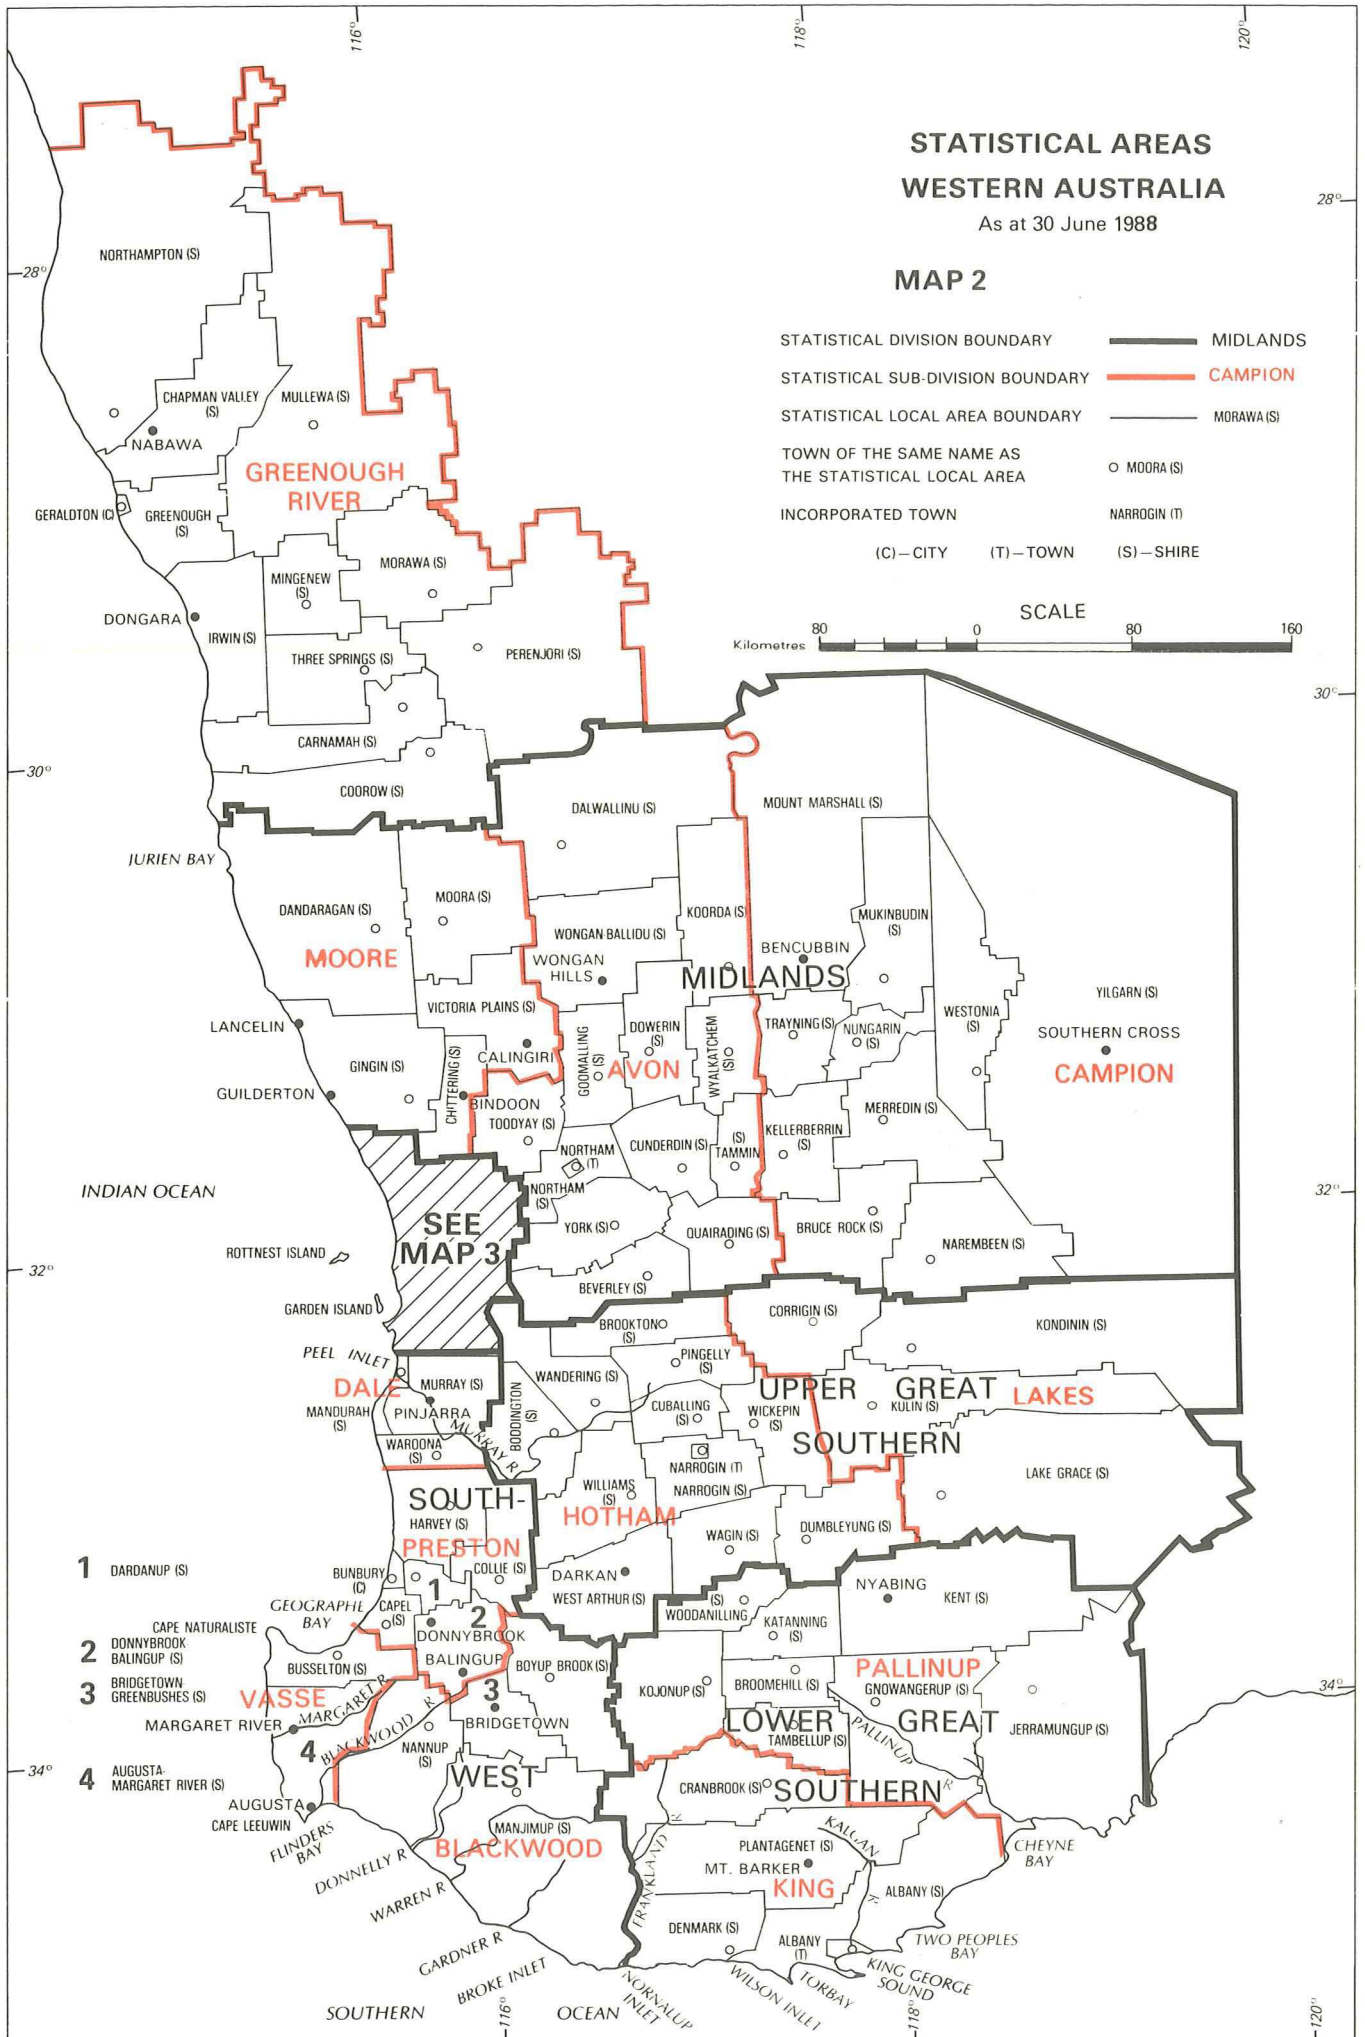 116°
118°
120°
STATISTICAL AREAS
WESTERN AUSTRALIA
As at 30 June 1988
28°
MAP 2
28°
STATISTICAL DIVISION BOUNDARY
MIDLANDS
STATISTICAL SUB-DIVISION BOUNDARY
CAMPION
STATISTICAL LOCAL AREA BOUNDARY
MORAWA (S)
TOWN OF THE SAME NAME AS
THE STATISTICAL LOCAL AREA
MOORA (S)
INCORPORATED TOWN
NARROGIN (T)
(C)–CITY (T)–TOWN (S)–SHIRE
SCALE
Kilometres
80 0 80 160
NORTHAMPTON (S)
CHAPMAN VALLEY
(S)
MULLEWA (S)
NABAWA
GREENOUGH
RIVER
GERALDTON (C)
GREENOUGH
(S)
MORAWA (S)
MINGENEW
(S)
DONGARA
IRWIN (S)
THREE SPRINGS (S)
PERENJORI (S)
30°
CARNAMAH (S)
30°
COOROW (S)
DALWALLINU (S)
MOUNT MARSHALL (S)
JURIEN BAY
MOORA (S)
DANDARAGAN (S)
KOORDA (S)
MUKINBUDIN
(S)
WONGAN-BALLIDU (S)
MOORE
WONGAN
HILLS
BENCUBBIN
MIDLANDS
YILGARN (S)
VICTORIA PLAINS (S)
LANCELIN
DOWERIN
(S)
WYALKATCHEM
(S)
TRAYNING (S)
NUNGARIN
(S)
WESTONIA
(S)
SOUTHERN CROSS
GINGIN (S)
CHITTERING (S)
CALINGIRI
GOOMALLING
(S)
AVON
CAMPION
GUILDERTON
BINDOON
TOODYAY (S)
MERREDIN (S)
KELLERBERRIN
(S)
CUNDERDIN (S)
(S)
TAMMIN
NORTHAM
(T)
INDIAN OCEAN
32°
NORTHAM
(S)
SEE
MAP 3
YORK (S)
QUAIRADING (S)
BRUCE ROCK (S)
NAREMBEEN (S)
ROTTNEST ISLAND
32°
BEVERLEY (S)
GARDEN ISLAND
CORRIGIN (S)
BROOKTON
(S)
KONDININ (S)
PEEL INLET
PINGELLY
(S)
DALE
MURRAY (S)
WANDERING (S)
UPPER GREAT
LAKES
MANDURAH
(S)
PINJARRA
BODDINGTON
(S)
CUBALLING
(S)
WICKEPIN
(S)
KULIN (S)
MURRAY R
WAROONA
(S)
SOUTHERN
NARROGIN (T)
LAKE GRACE (S)
WILLIAMS
(S)
NARROGIN (S)
SOUTH-
HARVEY (S)
HOTHAM
WAGIN (S)
DUMBLEYUNG (S)
PRESTON
1 DARDANUP (S)
BUNBURY
(C)
COLLIE (S)
DARKAN
1
WEST ARTHUR (S)
NYABING
KENT (S)
GEOGRAPHE
BAY
CAPEL
(S)
2
(S)
WOODANILLING
KATANNING
(S)
CAPE NATURALISTE
DONNYBROOK
2 DONNYBROOK
BALINGUP (S)
BUSSELTON (S)
BALINGUP
BOYUP BROOK (S)
PALLINUP
3 BRIDGETOWN-
GREENBUSHES (S)
VASSE
MARGARET R
3
KOJONUP (S)
BROOMEHILL (S)
GNOWANGERUP (S)
34°
MARGARET RIVER
BLACKWOOD R
BRIDGETOWN
LOWER GREAT
TAMBELLUP (S)
PALLINUP R
JERRAMUNGUP (S)
34°
4
NANNUP
(S)
4 AUGUSTA-
MARGARET RIVER (S)
WEST
CRANBROOK (S)
SOUTHERN
AUGUSTA
CAPE LEEUWIN
MANJIMUP (S)
FLINDERS
BAY
BLACKWOOD
FRANKLAND R
PLANTAGENET (S)
KALGAN R
CHEYNE
BAY
MT. BARKER
DONNELLY R
KING
ALBANY (S)
WARREN R
DENMARK (S)
ALBANY
(T)
TWO PEOPLES
BAY
GARDNER R
KING GEORGE
SOUND
BROKE INLET
NORNALUP
INLET
WILSON INLET
TORBAY
SOUTHERN OCEAN
116°
118°
120°